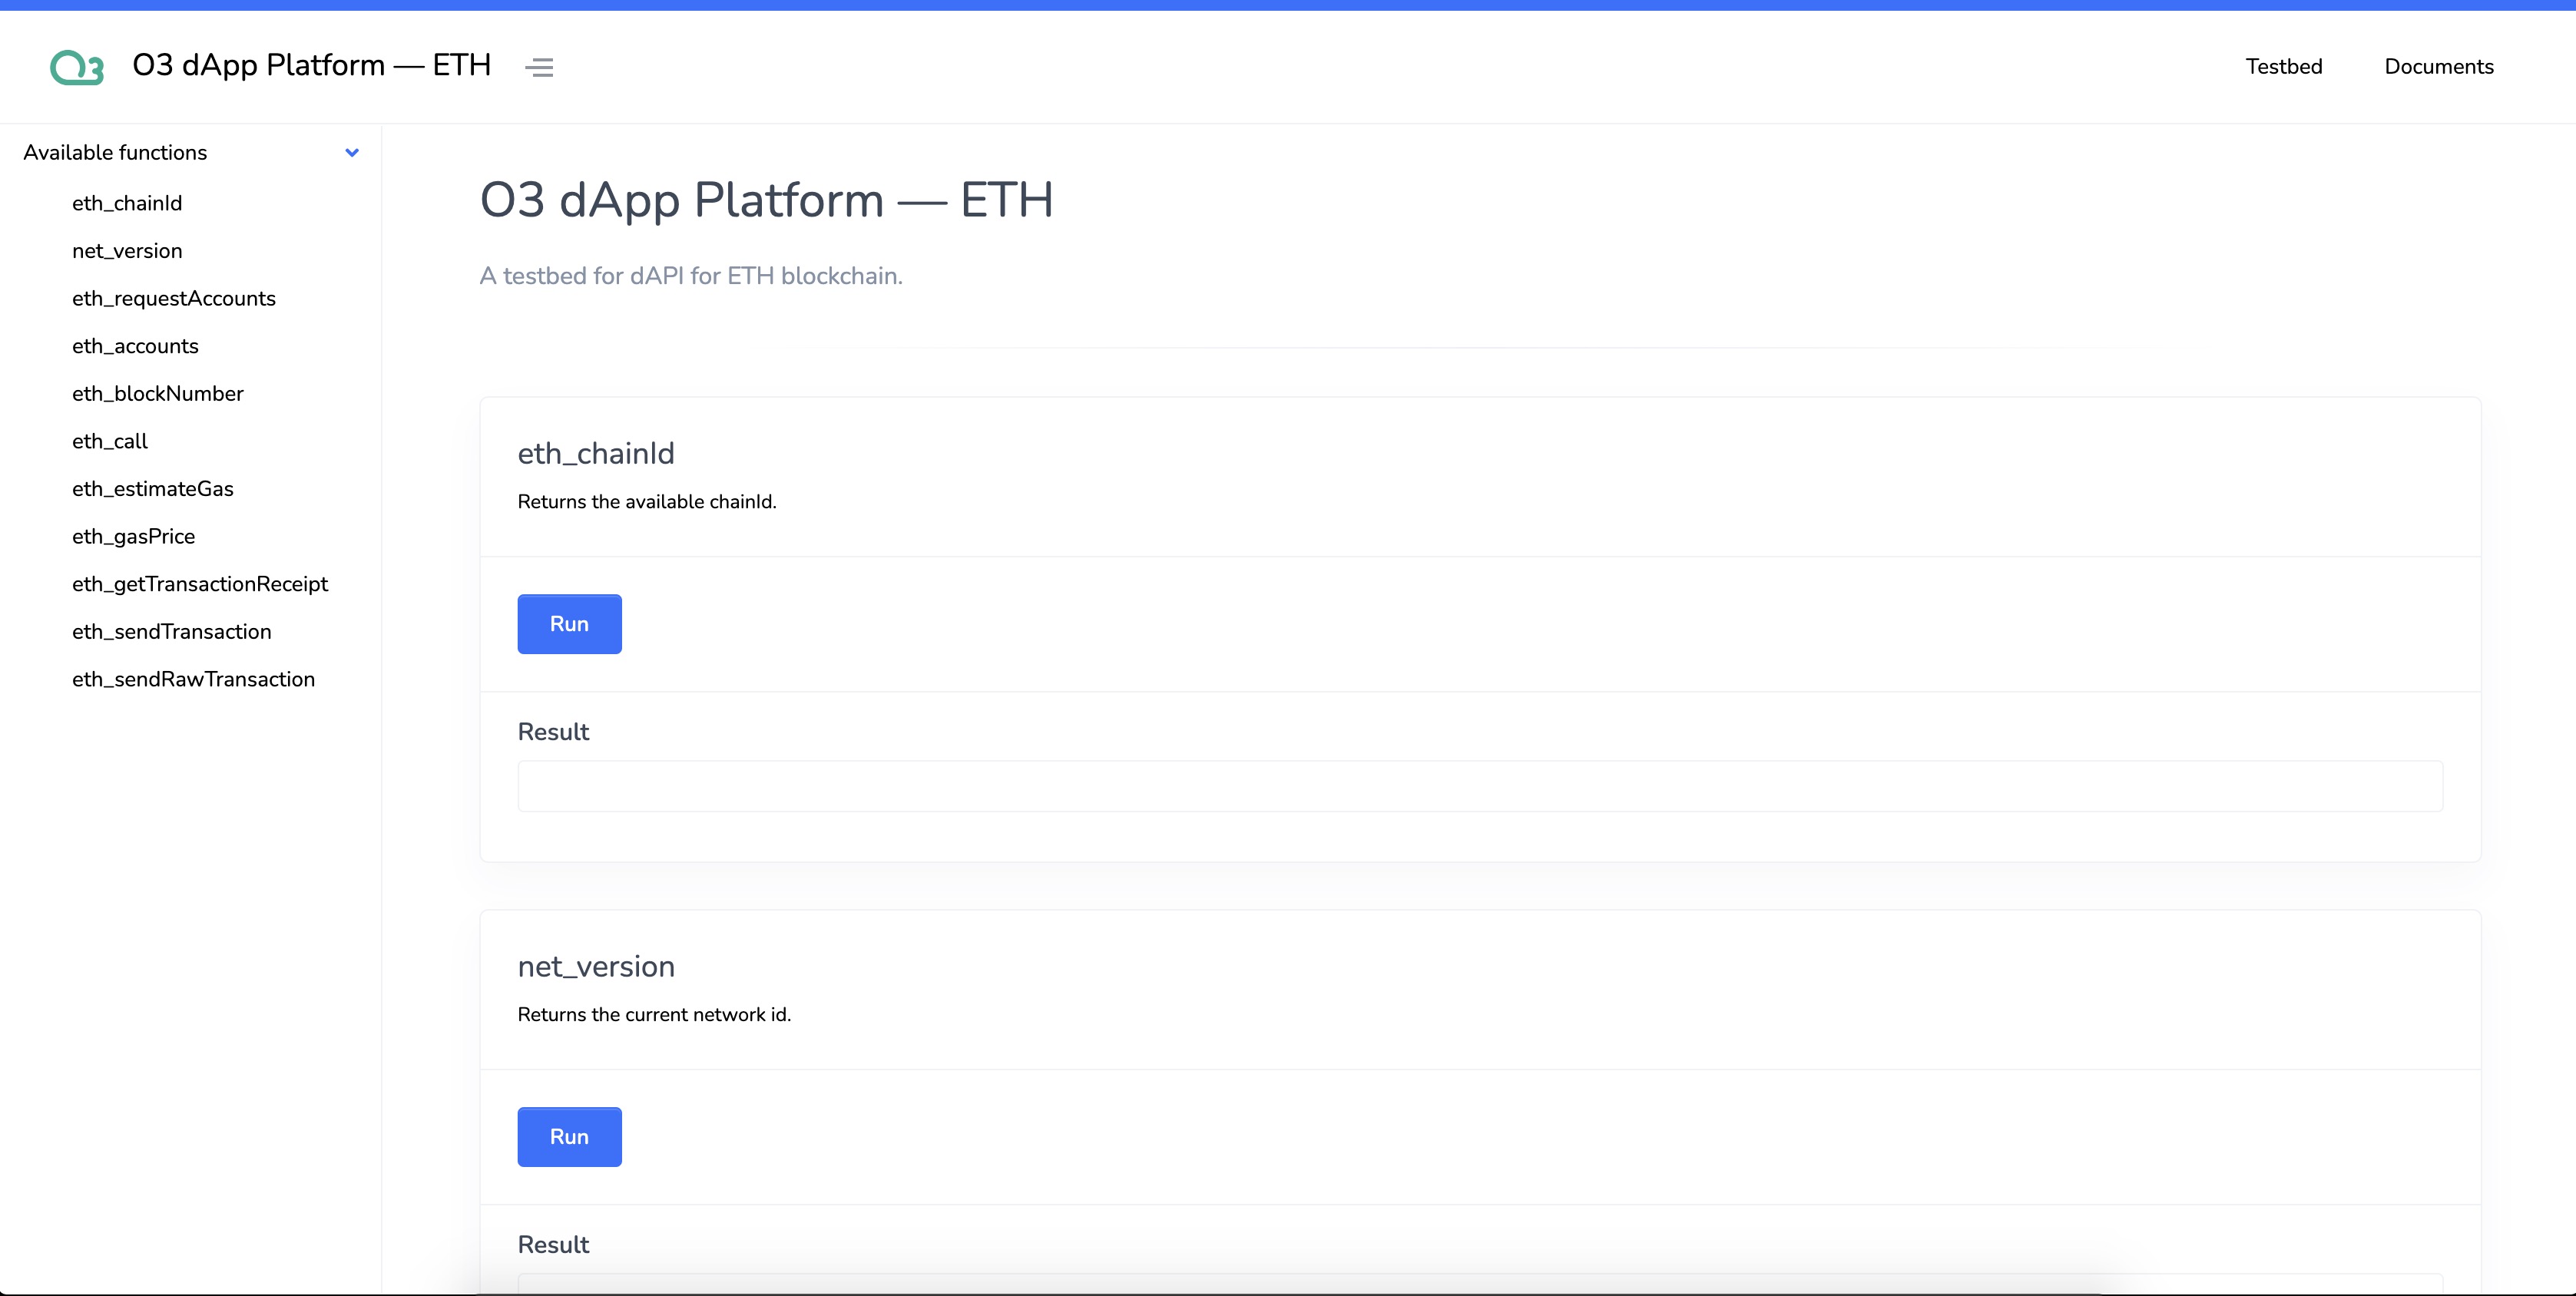 O3 O3 dApp Platform — ETH
Testbed
Documents
Available functions
eth_chainId
net_version
eth_requestAccounts
eth_accounts
eth_blockNumber
eth_call
eth_estimateGas
eth_gasPrice
eth_getTransactionReceipt
eth_sendTransaction
eth_sendRawTransaction
O3 dApp Platform — ETH
A testbed for dAPI for ETH blockchain.
eth_chainId
Returns the available chainId.
Run
Result
net_version
Returns the current network id.
Run
Result